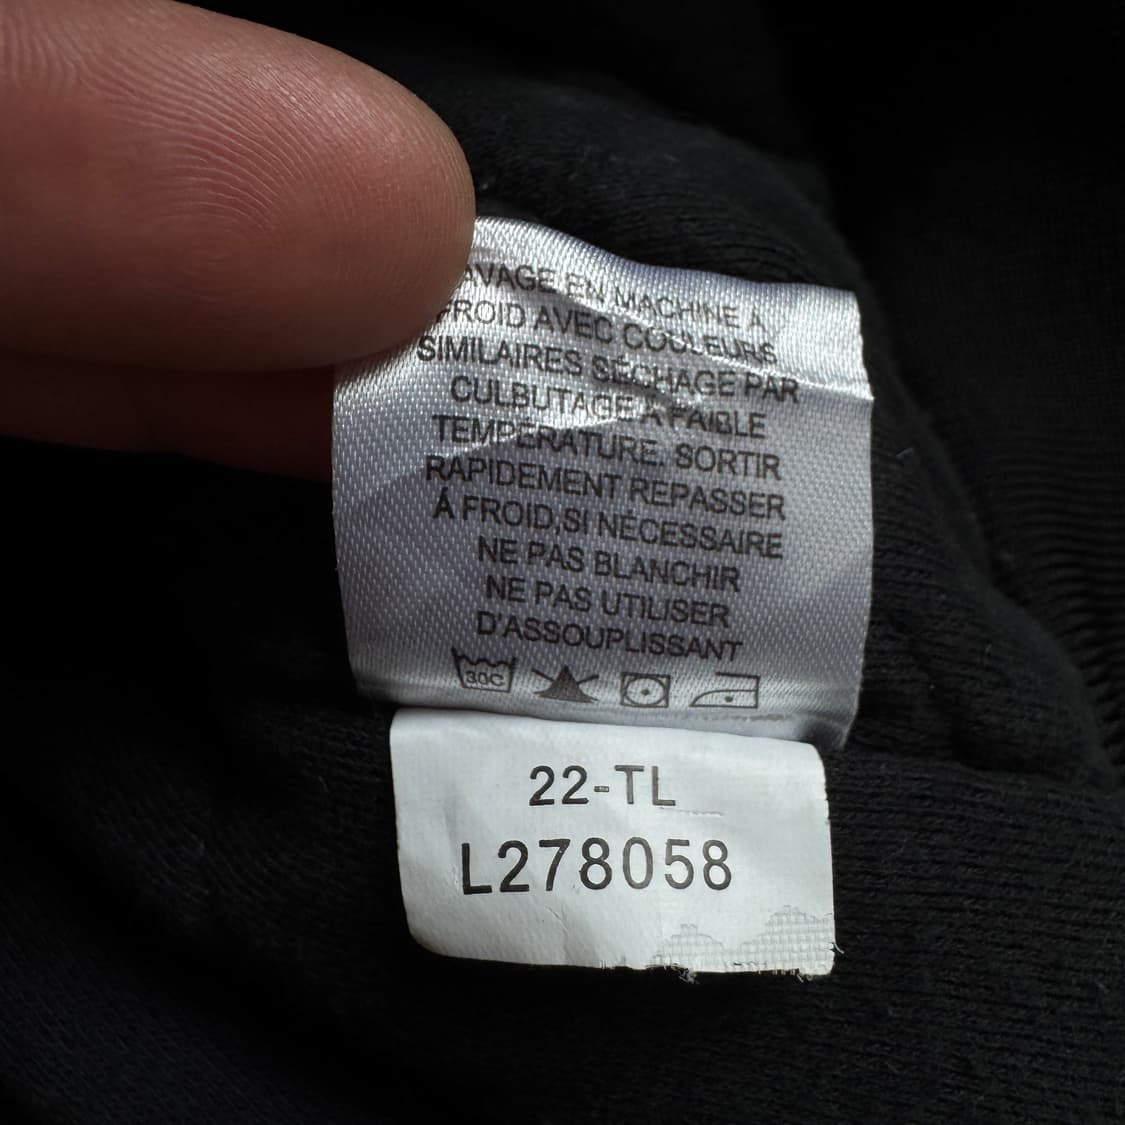 AVAGE EN MACHINE À
FROID AVEC COULEURS
SIMILAIRES SÉCHAGE PAR
CULBUTAGE À FAIBLE
TEMPÉRATURE. SORTIR
RAPIDEMENT REPASSER
Á FROID,SI NÉCESSAIRE
NE PAS BLANCHIR
NE PAS UTILISER
D'ASSOUPLISSANT
30C
22-TL
L278058